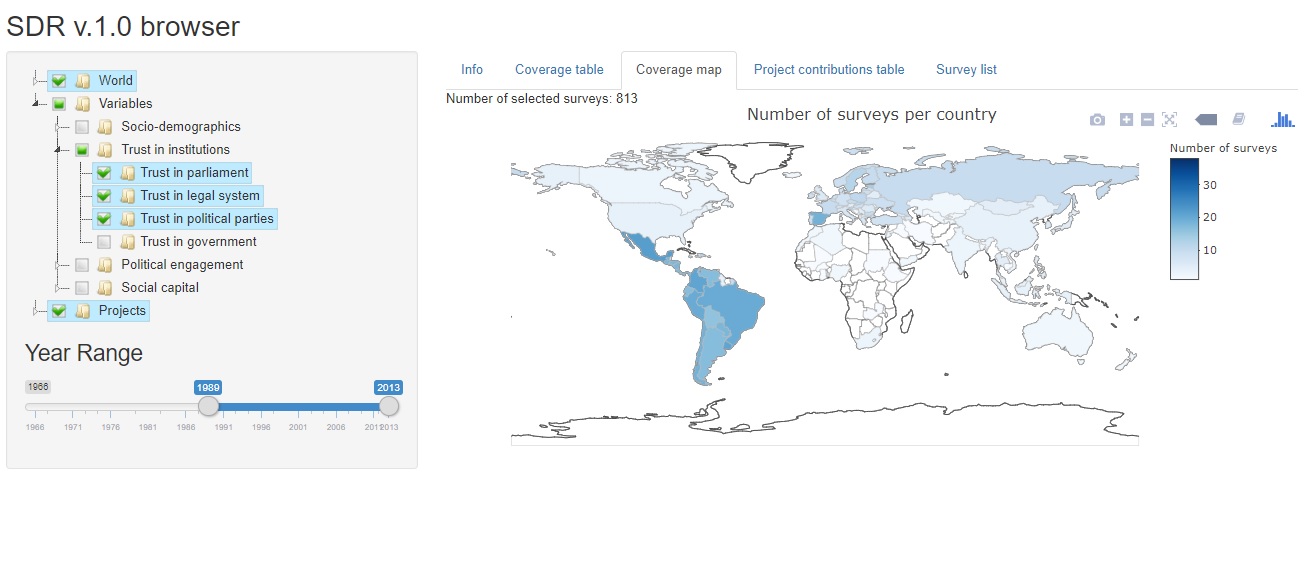 SDR v.1.0 browser
World
Variables
Socio-demographics
Trust in institutions
Trust in parliament
Trust in legal system
Trust in political parties
Trust in government
Political engagement
Social capital
Projects
Year Range
1966
1989
2013
1966 1971 1976 1981 1986 1991 1996 2001 2006 2011 2013
Info Coverage table Coverage map Project contributions table Survey list
Number of selected surveys: 813
Number of surveys per country
Number of surveys
30
20
10